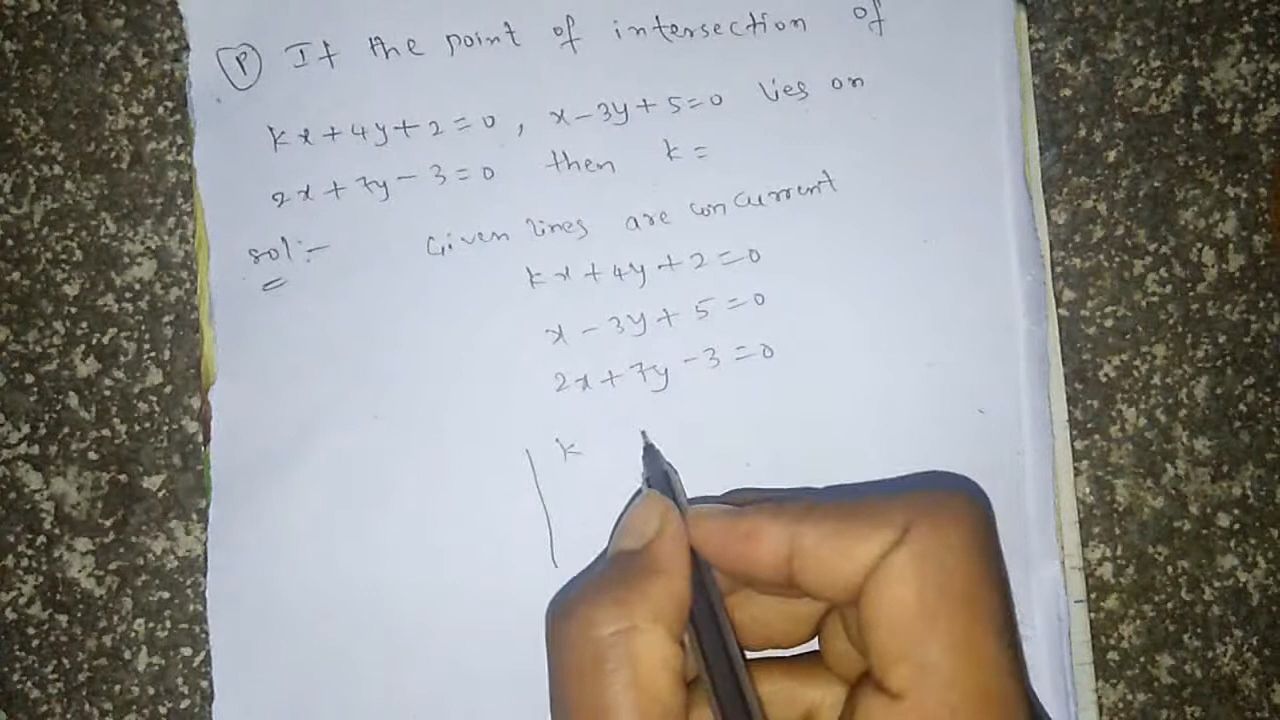 (P) If the point of intersection of
kx+4y+2=0, x-3y+5=0 lies on
2x+7y-3=0 then k=
sol:- Given lines are concurrent
kx+4y+2=0
x-3y+5=0
2x+7y-3=0
| k